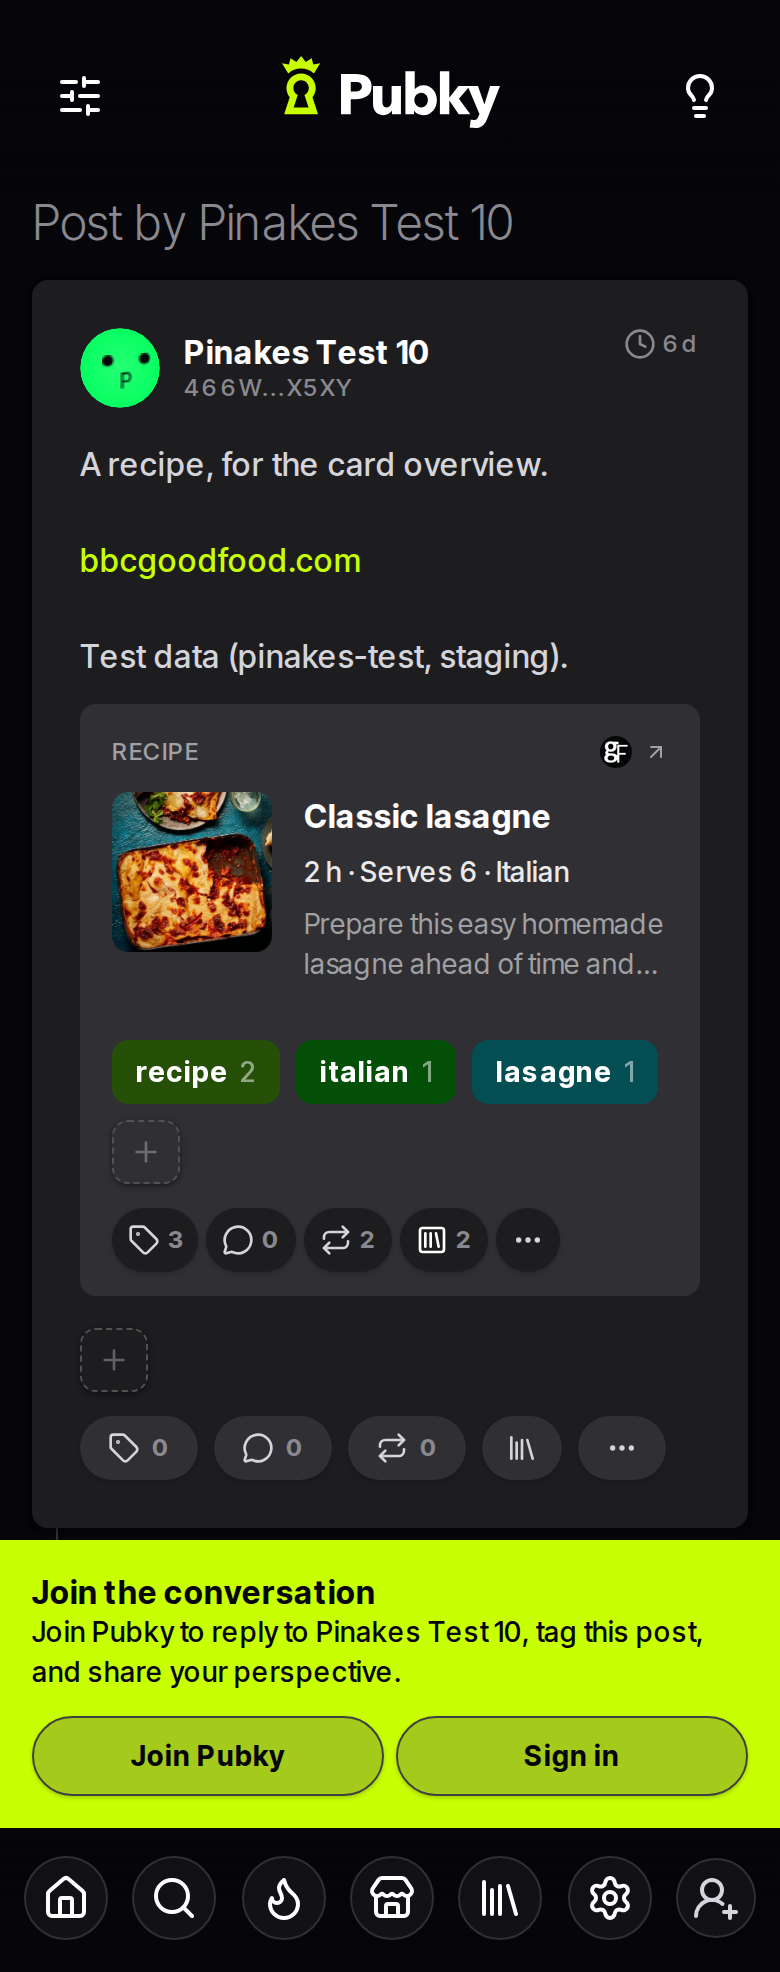 Pubky
Post by Pinakes Test 10
Pinakes Test 10
466W...X5XY
6d
A recipe, for the card overview.
bbcgoodfood.com
Test data (pinakes-test, staging).
RECIPE
gF
Classic lasagne
2 h · Serves 6 · Italian
Prepare this easy homemade
lasagne ahead of time and...
recipe 2
italian 1
lasagne 1
3
0
2
2
0
0
0
Join the conversation
Join Pubky to reply to Pinakes Test 10, tag this post,
and share your perspective.
Join Pubky
Sign in